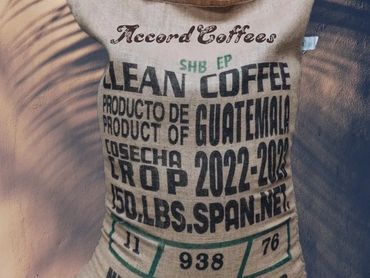 Accord Coffees
SHB EP
CLEAN COFFEE
PRODUCTO DE
PRODUCT OF GUATEMALA
COSECHA
CROP 2022-202
150.LBS.SPAN.NET.
11 938 76